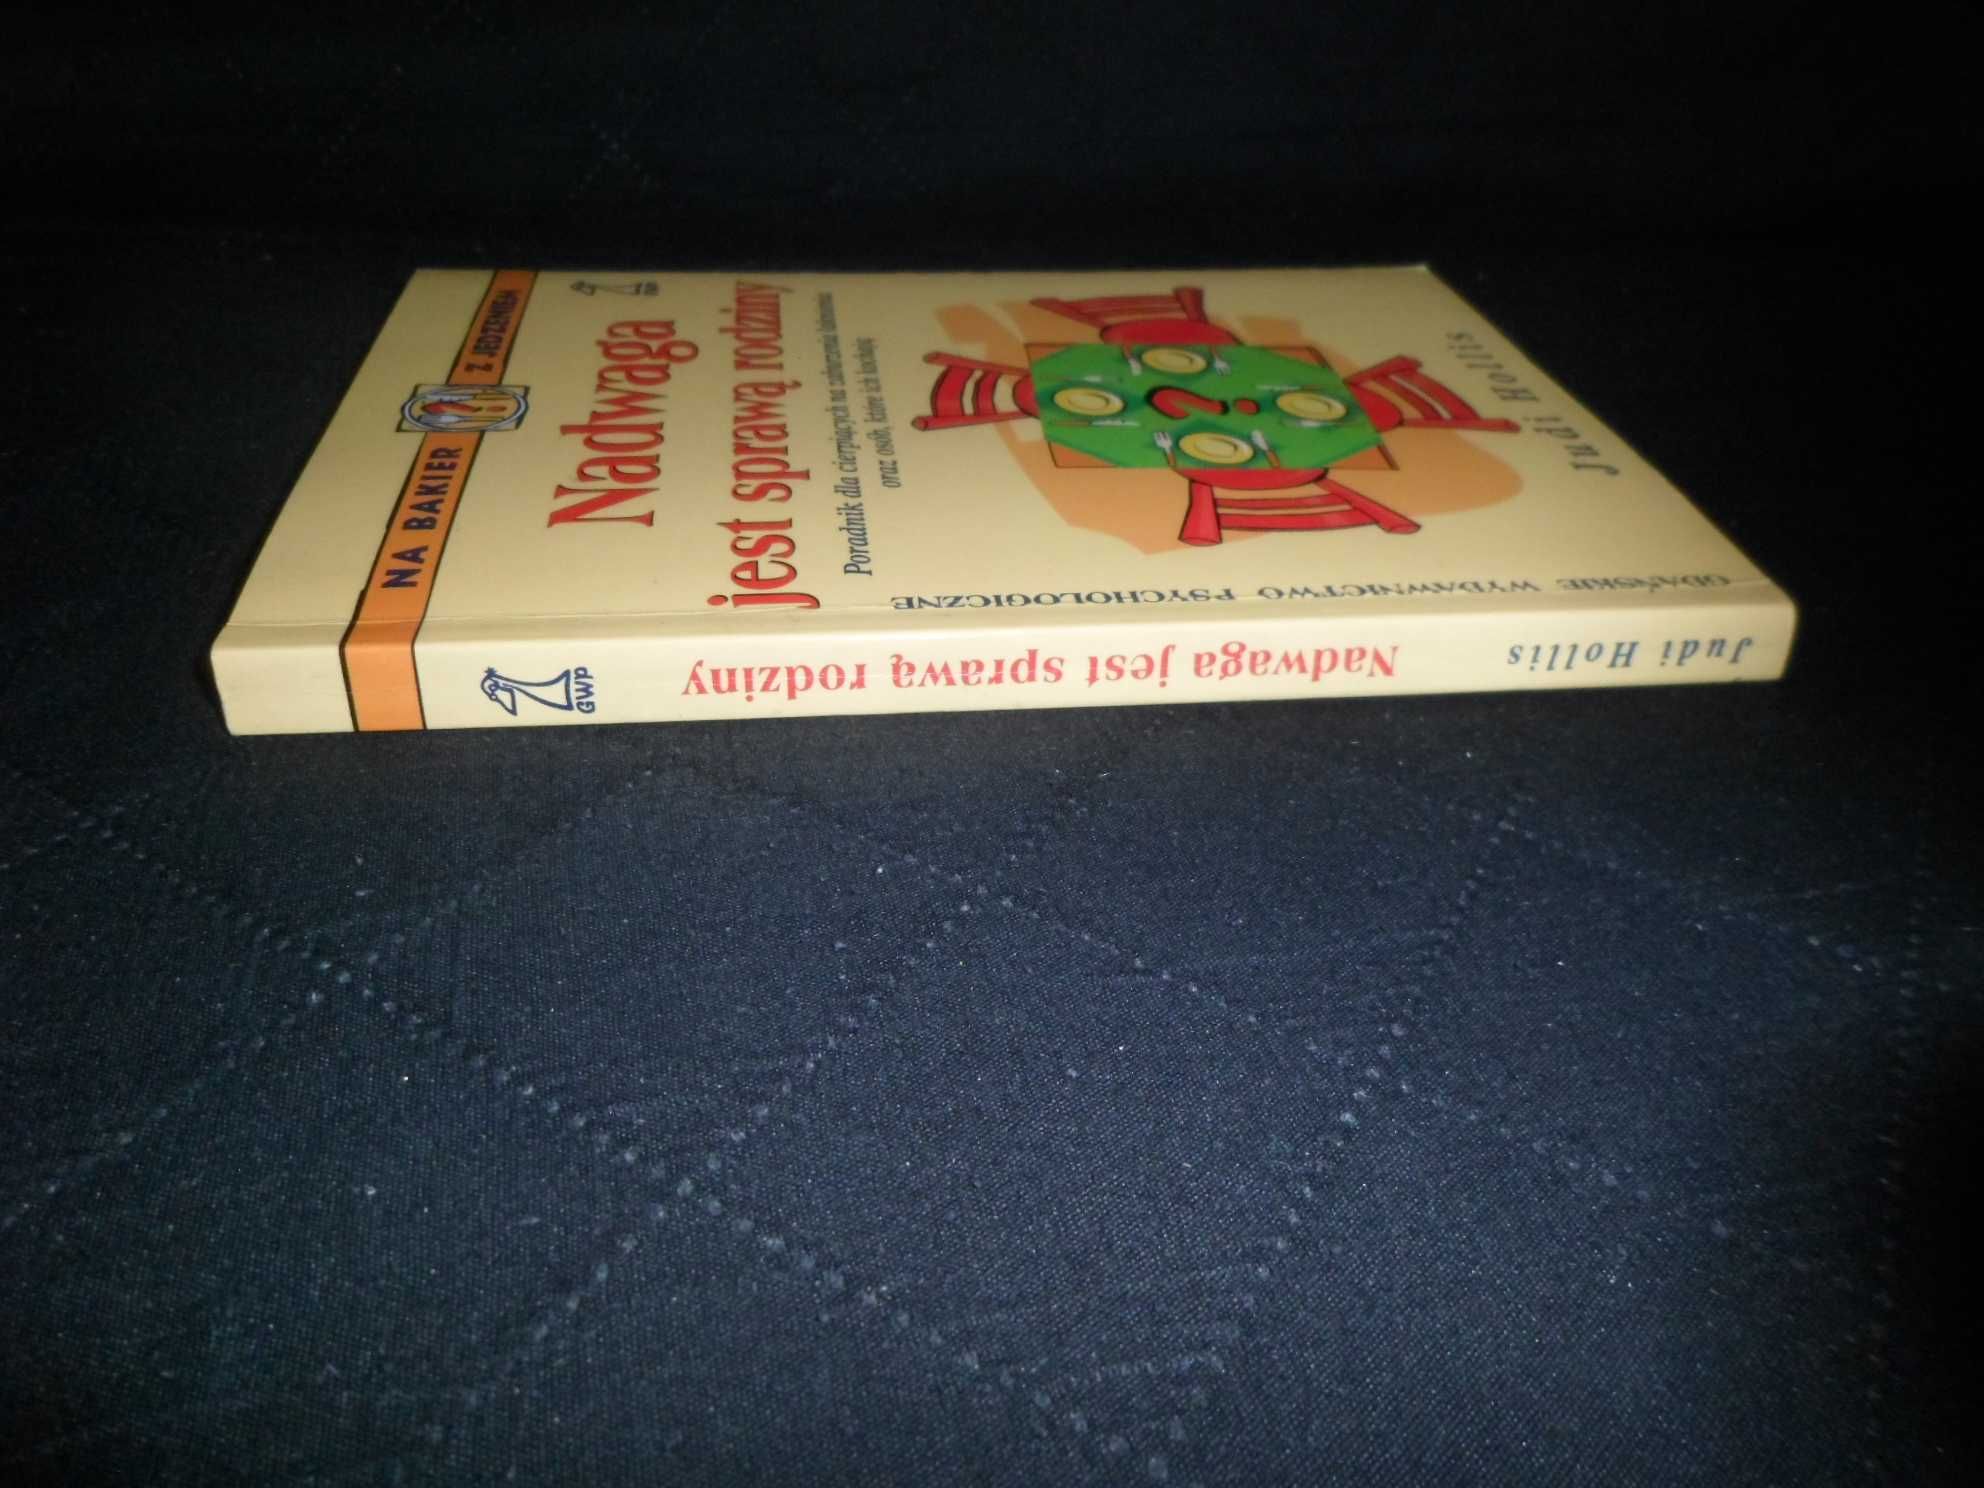 NA BAKIER Z JEDZENIEM
Nadwaga
jest sprawą rodziny
Poradnik dla cierpiących na zaburzenia łaknienia
oraz osób, które ich kochają
?
Judi Hollis
GDAŃSKIE WYDAWNICTWO PSYCHOLOGICZNE
Judi Hollis
Nadwaga jest sprawą rodziny
GWP